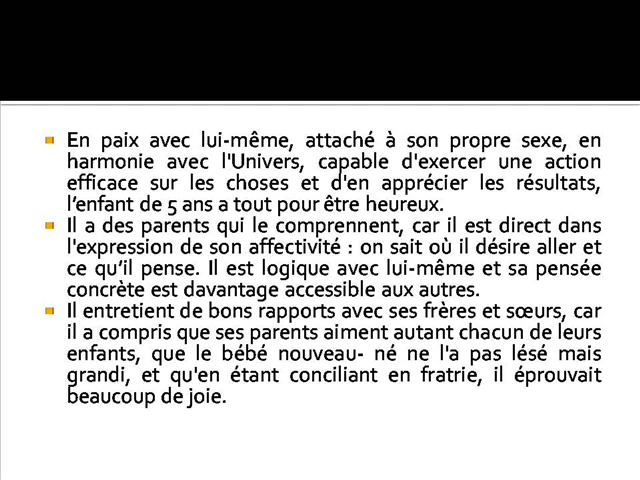 En paix avec lui-même, attaché à son propre sexe, en
harmonie avec l'Univers, capable d'exercer une action
efficace sur les choses et d'en apprécier les résultats,
l’enfant de 5 ans a tout pour être heureux.
Il a des parents qui le comprennent, car il est direct dans
l'expression de son affectivité : on sait où il désire aller et
ce qu’il pense. Il est logique avec lui-même et sa pensée
concrète est davantage accessible aux autres.
Il entretient de bons rapports avec ses frères et sœurs, car
il a compris que ses parents aiment autant chacun de leurs
enfants, que le bébé nouveau- né ne l'a pas lésé mais
grandi, et qu'en étant conciliant en fratrie, il éprouvait
beaucoup de joie.